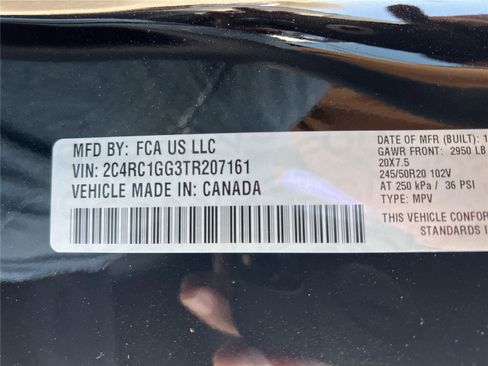 MFD BY: FCA US LLC
VIN: 2C4RC1GG3TR207161
VEHICLE MADE IN: CANADA
DATE OF MFR (BUILT): 1
GAWR FRONT: 2950 LB
20X7.5
245/50R20 102V
AT 250 kPa / 36 PSI
TYPE: MPV
THIS VEHICLE CONFOR
STANDARDS I